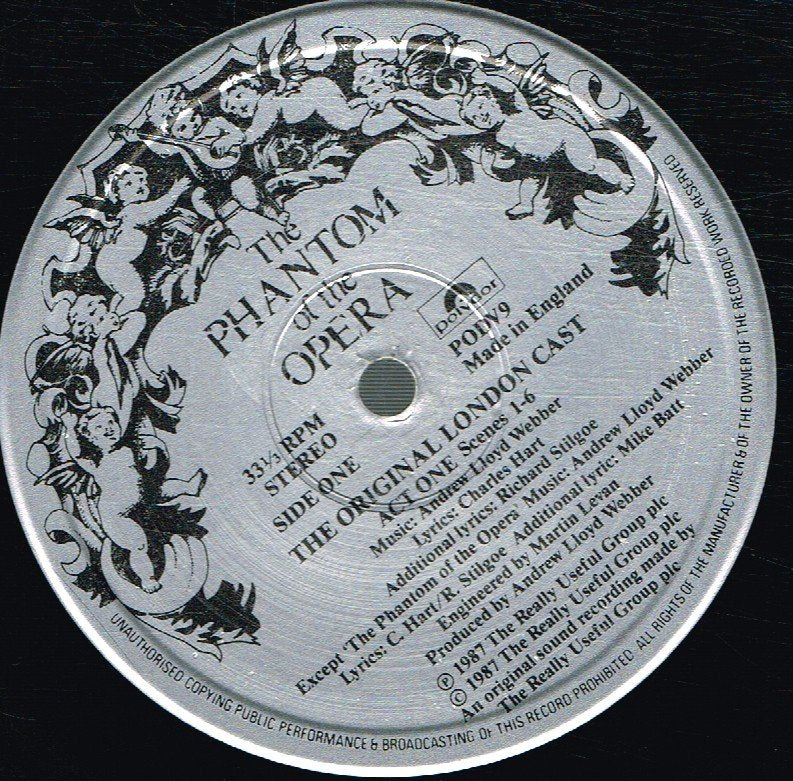 The
PHANTOM
of the
OPERA
Polydor
PODV9
Made in England
33⅓ RPM
STEREO
SIDE ONE
THE ORIGINAL LONDON CAST
ACT ONE Scenes 1-6
Music: Andrew Lloyd Webber
Lyrics: Charles Hart
Additional lyrics: Richard Stilgoe
Except 'The Phantom of the Opera' Music: Andrew Lloyd Webber
Lyrics: C. Hart/R. Stilgoe Additional lyric: Mike Batt
Engineered by Martin Levan
Produced by Andrew Lloyd Webber
℗ 1987 The Really Useful Group plc
© 1987 The Really Useful Group plc
An original sound recording made by
The Really Useful Group plc
UNAUTHORISED COPYING PUBLIC PERFORMANCE & BROADCASTING OF THIS RECORD PROHIBITED. ALL RIGHTS OF THE MANUFACTURER & OF THE OWNER OF THE RECORDED WORK RESERVED